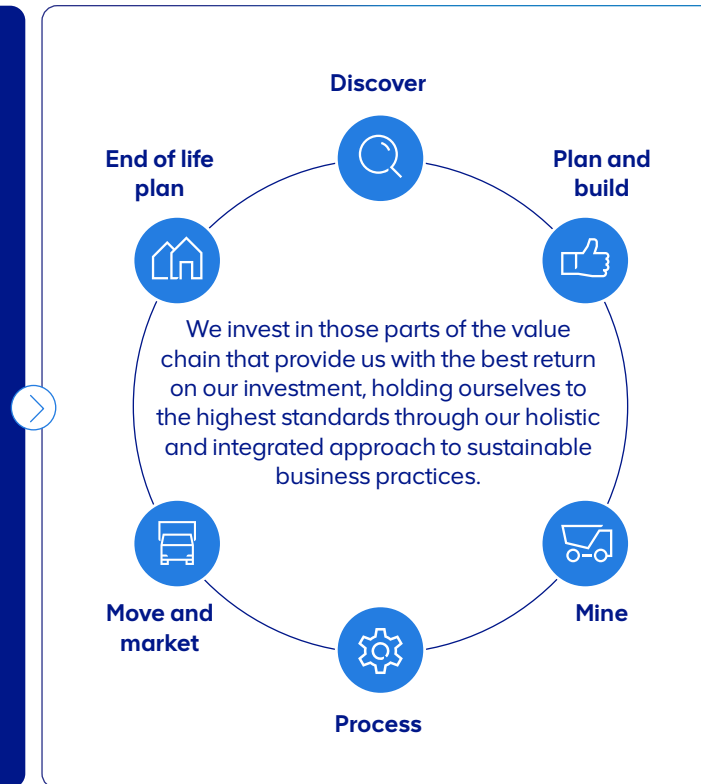 Discover
End of life
plan
Plan and
build
We invest in those parts of the value
chain that provide us with the best return
on our investment, holding ourselves to
the highest standards through our holistic
and integrated approach to sustainable
business practices.
Move and
market
Mine
Process